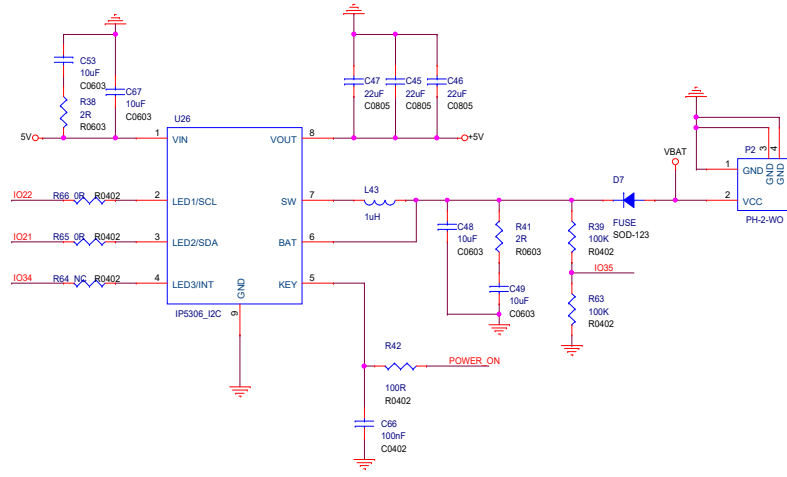 C53
10uF
C0603
R38
2R
R0603
C67
10uF
C0603
5V
U26
1
VIN
IO22
R66 0R R0402
2
LED1/SCL
IO21
R65 0R R0402
3
LED2/SDA
IO34
R64 NC R0402
4
LED3/INT
VOUT
8
SW
7
BAT
6
KEY
5
GND
9
IP5306_I2C
C47
22uF
C0805
C45
22uF
C0805
C46
22uF
C0805
+5V
L43
1uH
C48
10uF
C0603
R41
2R
R0603
C49
10uF
C0603
R39
100K
R0402
IO35
R63
100K
R0402
D7
FUSE
SOD-123
VBAT
P2
1
GND
2
VCC
3
GND
4
GND
PH-2-WO
R42
100R
R0402
POWER_ON
C66
100nF
C0402